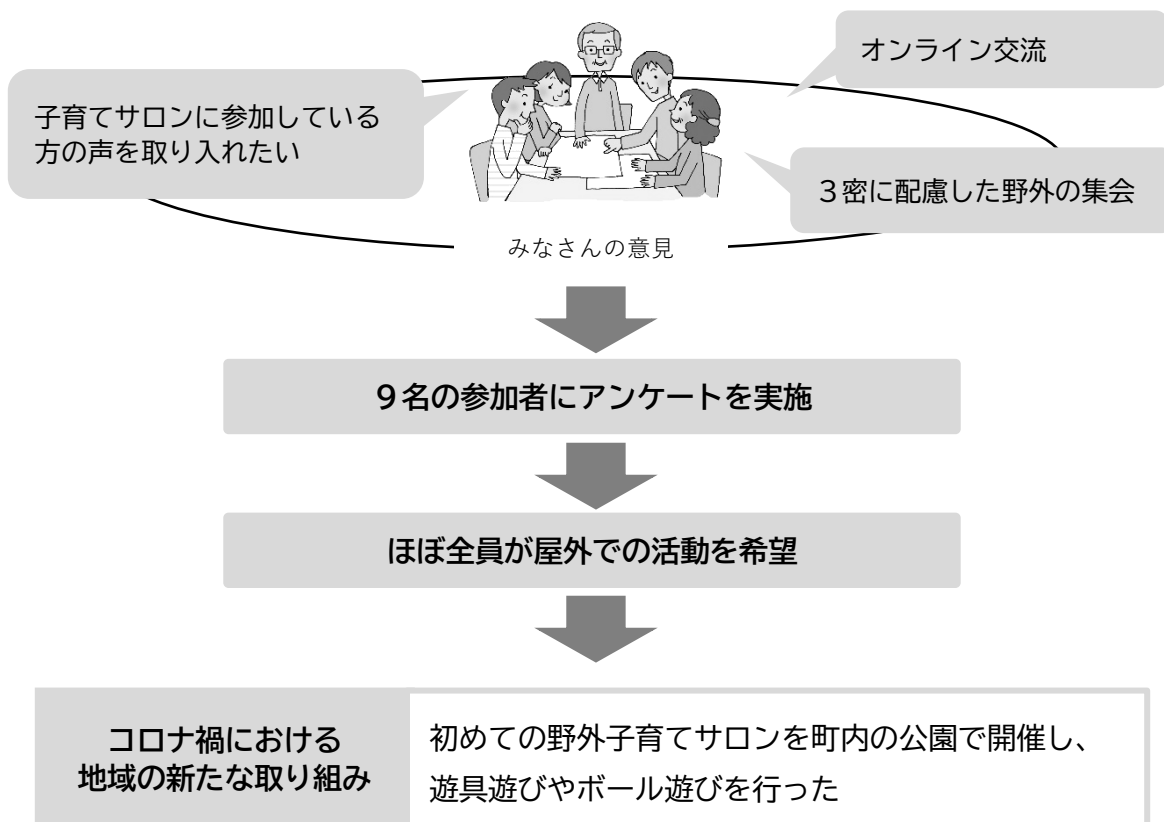 オンライン交流
子育てサロンに参加している
方の声を取り入れたい
３密に配慮した野外の集会
みなさんの意見
９名の参加者にアンケートを実施
ほぼ全員が屋外での活動を希望
コロナ禍における
地域の新たな取り組み
初めての野外子育てサロンを町内の公園で開催し、
遊具遊びやボール遊びを行った